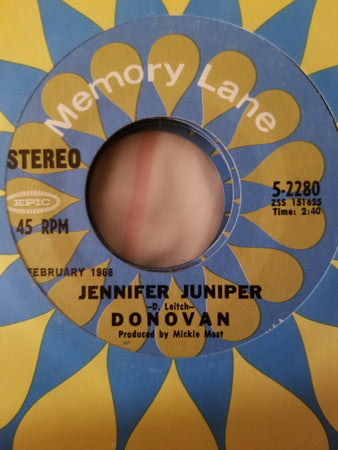 Memory Lane
STEREO
EPIC
45 RPM
5-2280
ZSS 151625
Time: 2:40
FEBRUARY 1968
JENNIFER JUNIPER
—D. Leitch—
DONOVAN
Produced by Mickie Most